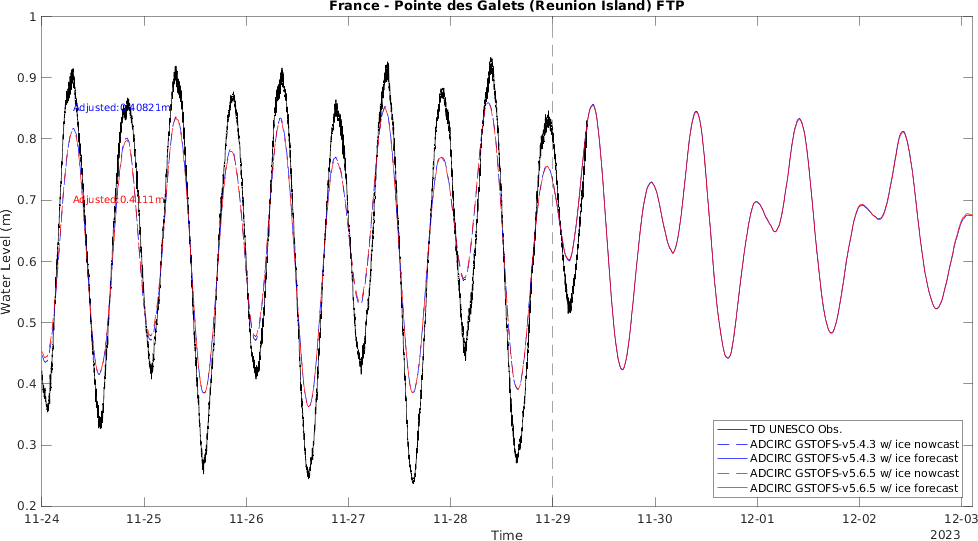 France - Pointe des Galets (Reunion Island) FTP
1
0.9
0.8
0.7
0.6
0.5
0.4
0.3
0.2
Water Level (m)
Adjusted:0.40821m
Adjusted:0.4111m
TD UNESCO Obs.
ADCIRC GSTOFS-v5.4.3 w/ ice nowcast
ADCIRC GSTOFS-v5.4.3 w/ ice forecast
ADCIRC GSTOFS-v5.6.5 w/ ice nowcast
ADCIRC GSTOFS-v5.6.5 w/ ice forecast
11-24 11-25 11-26 11-27 11-28 11-29 11-30 12-01 12-02 12-03
Time
2023